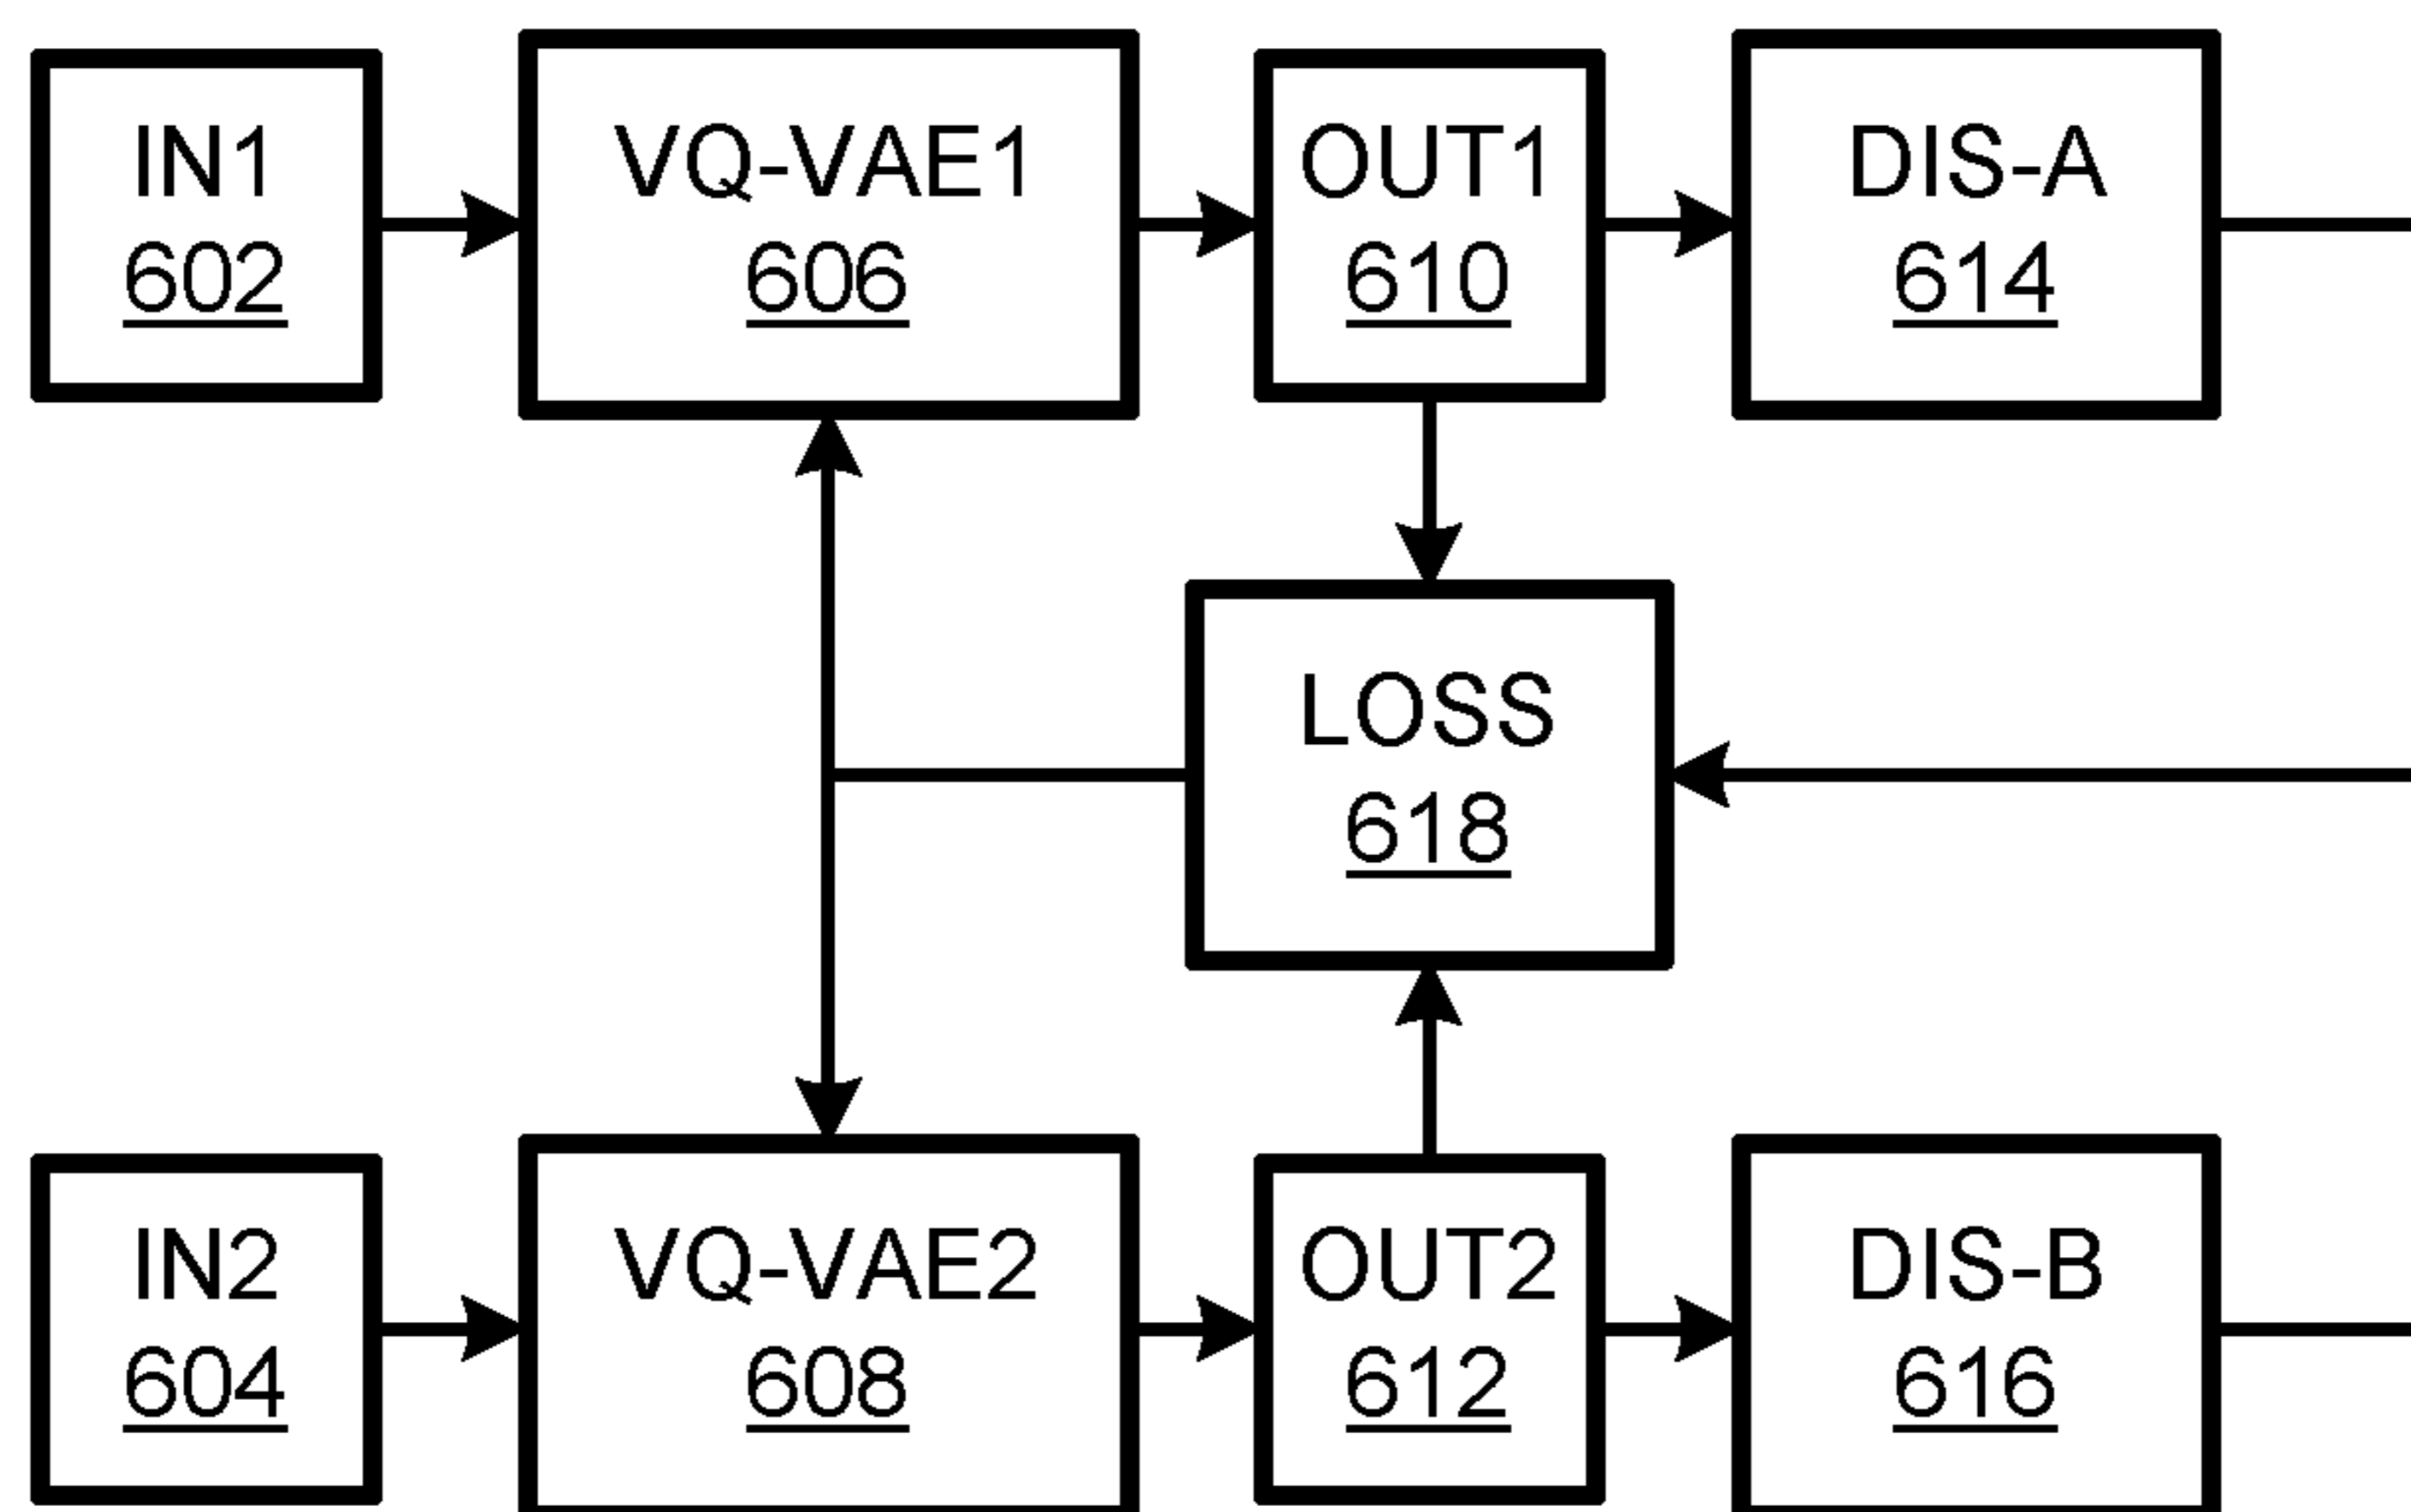 IN1
602
VQ-VAE1
606
OUT1
610
DIS-A
614
LOSS
618
IN2
604
VQ-VAE2
608
OUT2
612
DIS-B
616